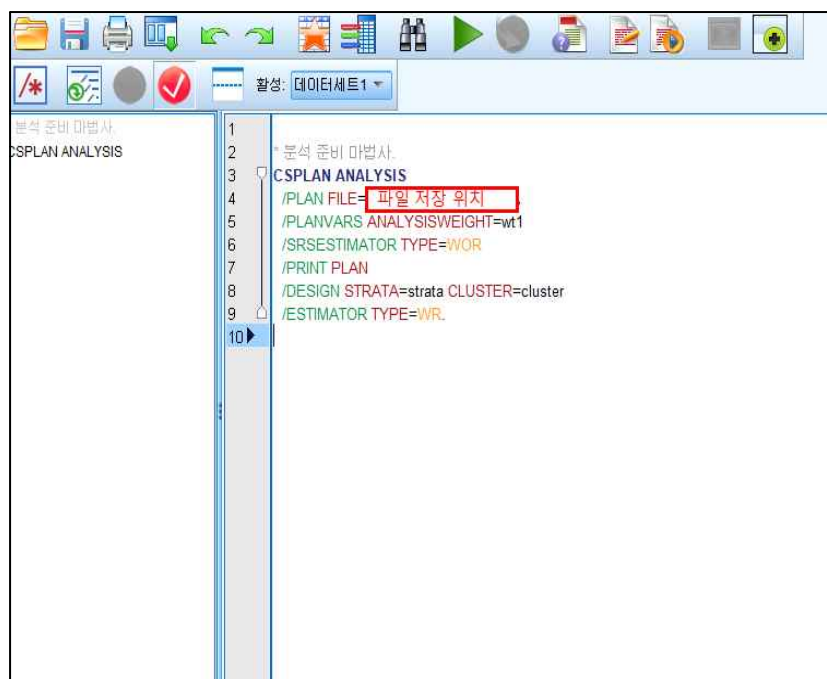 활성: 데이터세트1
분석 준비 마법사.
CSPLAN ANALYSIS
1
2 * 분석 준비 마법사.
3 CSPLAN ANALYSIS
4 /PLAN FILE= 파일 저장 위치
5 /PLANVARS ANALYSISWEIGHT=wt1
6 /SRSESTIMATOR TYPE=WOR
7 /PRINT PLAN
8 /DESIGN STRATA=strata CLUSTER=cluster
9 /ESTIMATOR TYPE=WR.
10